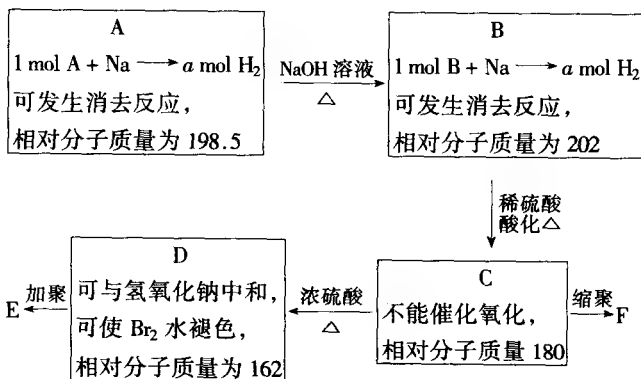 A
1 mol A + Na ⟶ a mol H₂
可发生消去反应，
相对分子质量为 198.5
NaOH 溶液
△
B
1 mol B + Na ⟶ a mol H₂
可发生消去反应，
相对分子质量为 202
稀硫酸
酸化△
C
不能催化氧化，
相对分子质量 180
缩聚
F
浓硫酸
△
D
可与氢氧化钠中和，
可使 Br₂ 水褪色，
相对分子质量为 162
加聚
E